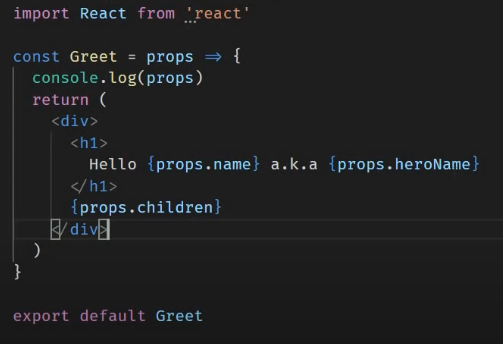 import React from 'react'
const Greet = props => {
console.log(props)
return (
<div>
<h1>
Hello {props.name} a.k.a {props.heroName}
</h1>
{props.children}
</div>
)
}
export default Greet